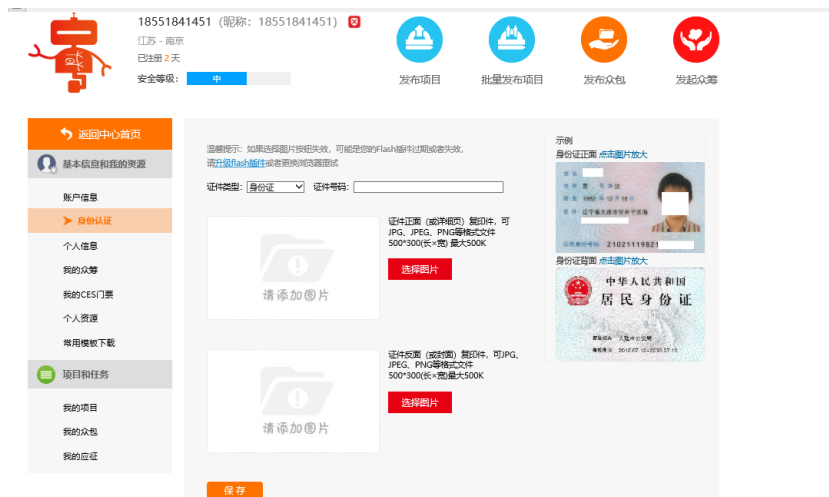 18551841451 (昵称: 18551841451)
江苏 - 南京
已注册 2 天
安全等级: 中
发布项目
批量发布项目
发布众包
发起众筹
返回中心首页
基本信息和我的资源
账户信息
身份认证
个人信息
我的众筹
我的CES门票
个人资源
常用模板下载
项目和任务
我的项目
我的众包
我的应征
温馨提示: 如果选择图片按钮失效, 可能是您的Flash插件过期或者失效,
请升级flash插件或者更换浏览器重试
证件类型: 身份证 证件号码:
请添加图片
证件正面 (或详细页) 复印件, 可
JPG、JPEG、PNG等格式文件
500*300(长×宽) 最大500K
选择图片
请添加图片
证件反面 (或封面) 复印件, 可JPG、
JPEG、PNG等格式文件
500*300(长×宽)最大500K
选择图片
保存
示例
身份证正面 点击图片放大
21021119821
身份证背面 点击图片放大
中华人民共和国
居民身份证